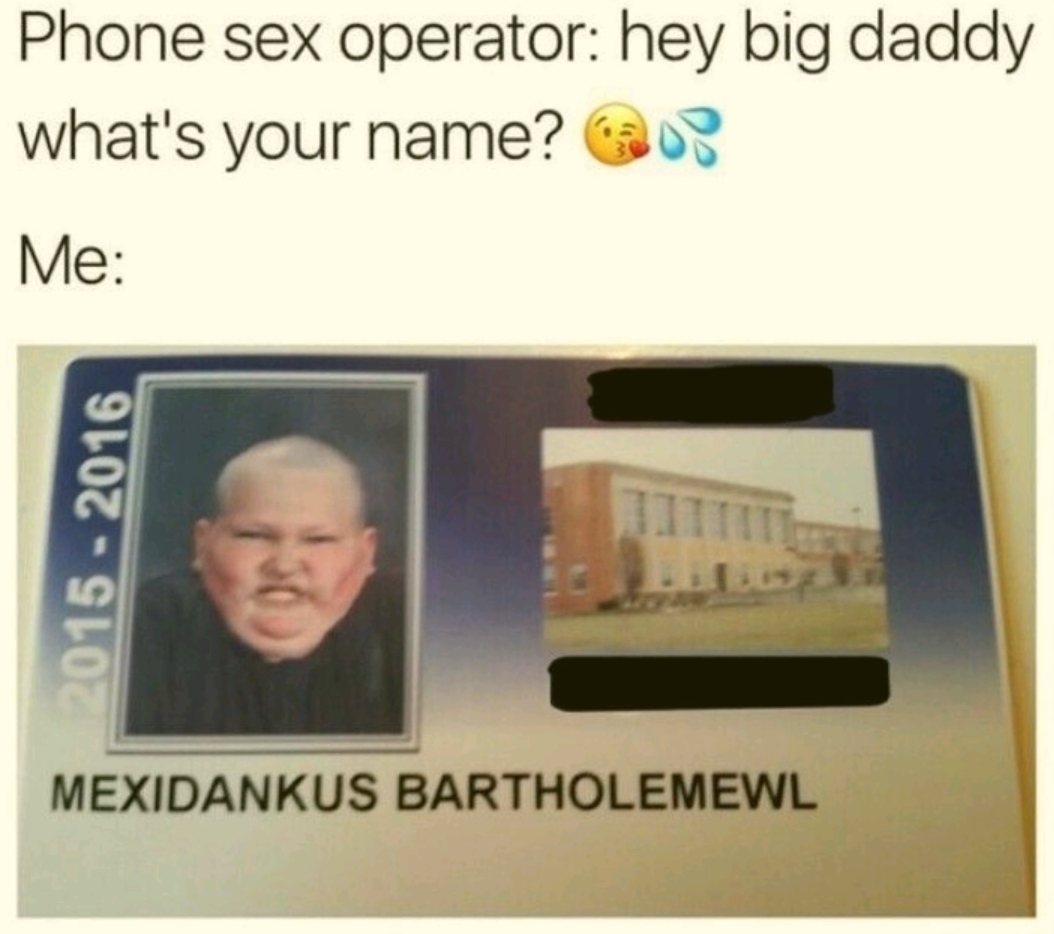 Phone sex operator: hey big daddy
what's your name? 😘💦
Me:
2015 - 2016
MEXIDANKUS BARTHOLEMEWL